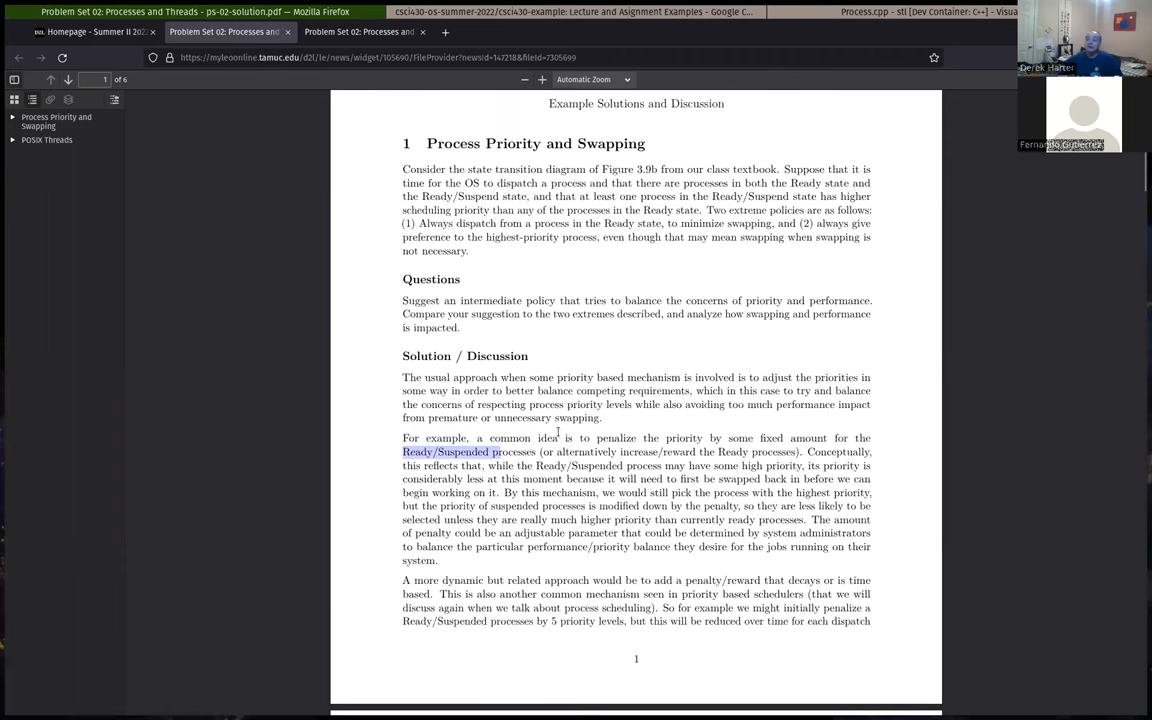 Problem Set 02: Processes and Threads - ps-02-solution.pdf — Mozilla Firefox
csci430-os-summer-2022/csci430-example: Lecture and Asignment Examples - Google C...
Process.cpp - stl [Dev Container: C++] - Visua
Homepage - Summer II 202
Problem Set 02: Processes and
Problem Set 02: Processes and
https://myleoonline.tamuc.edu/d2l/le/news/widget/105690/FileProvider?newsId=147218&fileId=7305699
1 of 6
Automatic Zoom
Derek Harter
Fernando Gutierrez
Process Priority and
Swapping
POSIX Threads
Example Solutions and Discussion
1 Process Priority and Swapping
Consider the state transition diagram of Figure 3.9b from our class textbook. Suppose that it is
time for the OS to dispatch a process and that there are processes in both the Ready state and
the Ready/Suspend state, and that at least one process in the Ready/Suspend state has higher
scheduling priority than any of the processes in the Ready state. Two extreme policies are as follows:
(1) Always dispatch from a process in the Ready state, to minimize swapping, and (2) always give
preference to the highest-priority process, even though that may mean swapping when swapping is
not necessary.
Questions
Suggest an intermediate policy that tries to balance the concerns of priority and performance.
Compare your suggestion to the two extremes described, and analyze how swapping and performance
is impacted.
Solution / Discussion
The usual approach when some priority based mechanism is involved is to adjust the priorities in
some way in order to better balance competing requirements, which in this case to try and balance
the concerns of respecting process priority levels while also avoiding too much performance impact
from premature or unnecessary swapping.
For example, a common idea is to penalize the priority by some fixed amount for the
Ready/Suspended processes (or alternatively increase/reward the Ready processes). Conceptually,
this reflects that, while the Ready/Suspended process may have some high priority, its priority is
considerably less at this moment because it will need to first be swapped back in before we can
begin working on it. By this mechanism, we would still pick the process with the highest priority,
but the priority of suspended processes is modified down by the penalty, so they are less likely to be
selected unless they are really much higher priority than currently ready processes. The amount
of penalty could be an adjustable parameter that could be determined by system administrators
to balance the particular performance/priority balance they desire for the jobs running on their
system.
A more dynamic but related approach would be to add a penalty/reward that decays or is time
based. This is also another common mechanism seen in priority based schedulers (that we will
discuss again when we talk about process scheduling). So for example we might initially penalize a
Ready/Suspended processes by 5 priority levels, but this will be reduced over time for each dispatch
1